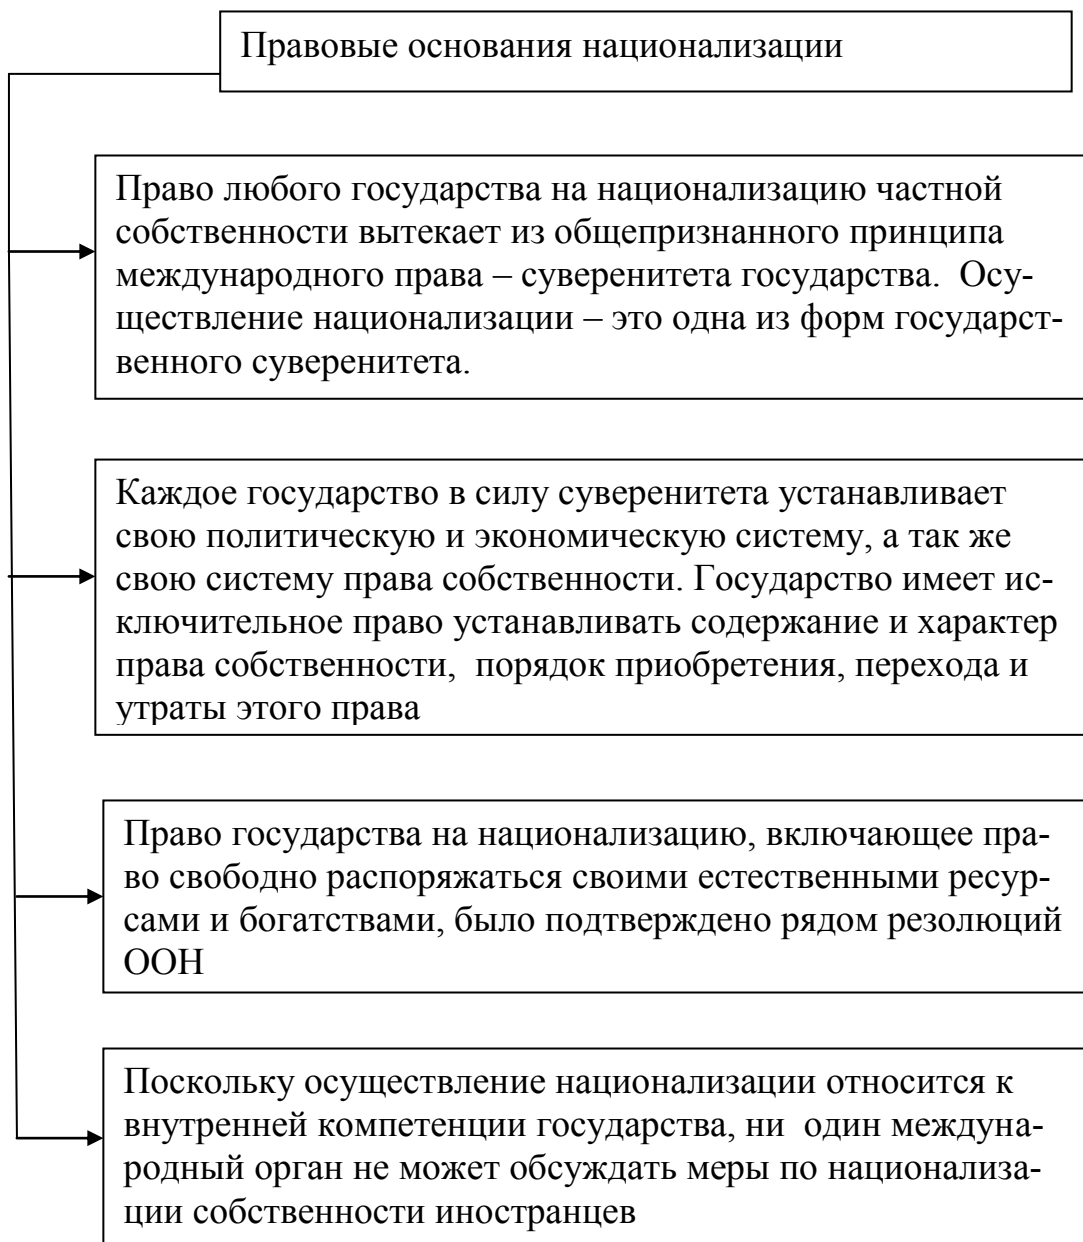 Правовые основания национализации
Право любого государства на национализацию частной
собственности вытекает из общепризнанного принципа
международного права – суверенитета государства.  Осу-
ществление национализации – это одна из форм государст-
венного суверенитета.
Каждое государство в силу суверенитета устанавливает
свою политическую и экономическую систему, а так же
свою систему права собственности. Государство имеет ис-
ключительное право устанавливать содержание и характер
права собственности,  порядок приобретения, перехода и
утраты этого права
Право государства на национализацию, включающее пра-
во свободно распоряжаться своими естественными ресур-
сами и богатствами, было подтверждено рядом резолюций
ООН
Поскольку осуществление национализации относится к
внутренней компетенции государства, ни  один междуна-
родный орган не может обсуждать меры по национализа-
ции собственности иностранцев